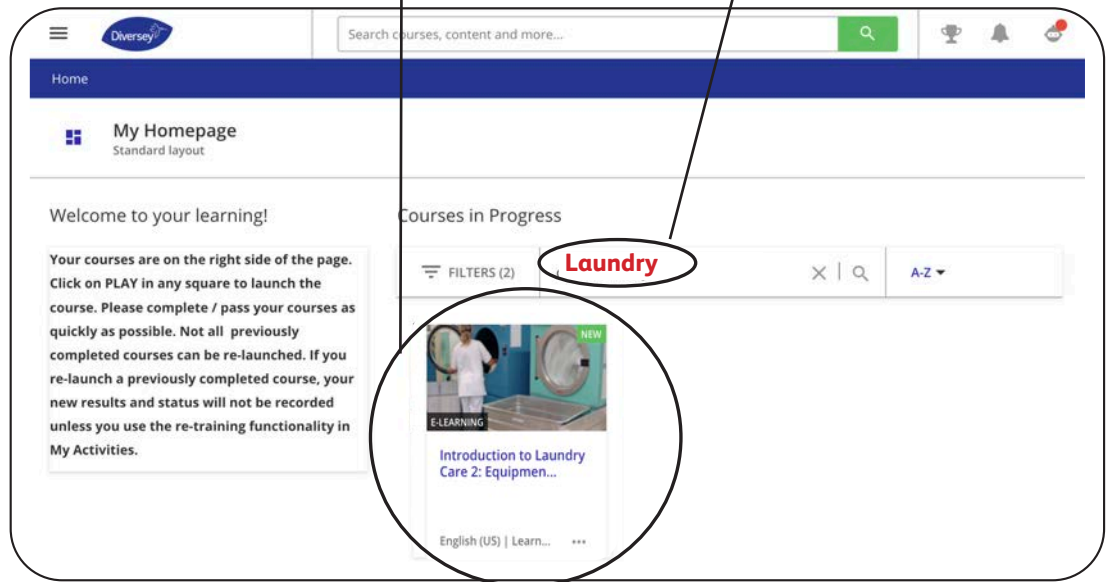 Diversey
Search courses, content and more...
Home
My Homepage
Standard layout
Welcome to your learning!
Your courses are on the right side of the page.
Click on PLAY in any square to launch the
course. Please complete / pass your courses as
quickly as possible. Not all previously
completed courses can be re-launched. If you
re-launch a previously completed course, your
new results and status will not be recorded
unless you use the re-training functionality in
My Activities.
Courses in Progress
FILTERS (2)
Laundry
A-Z
NEW
E-LEARNING
Introduction to Laundry
Care 2: Equipmen...
English (US) | Learn...